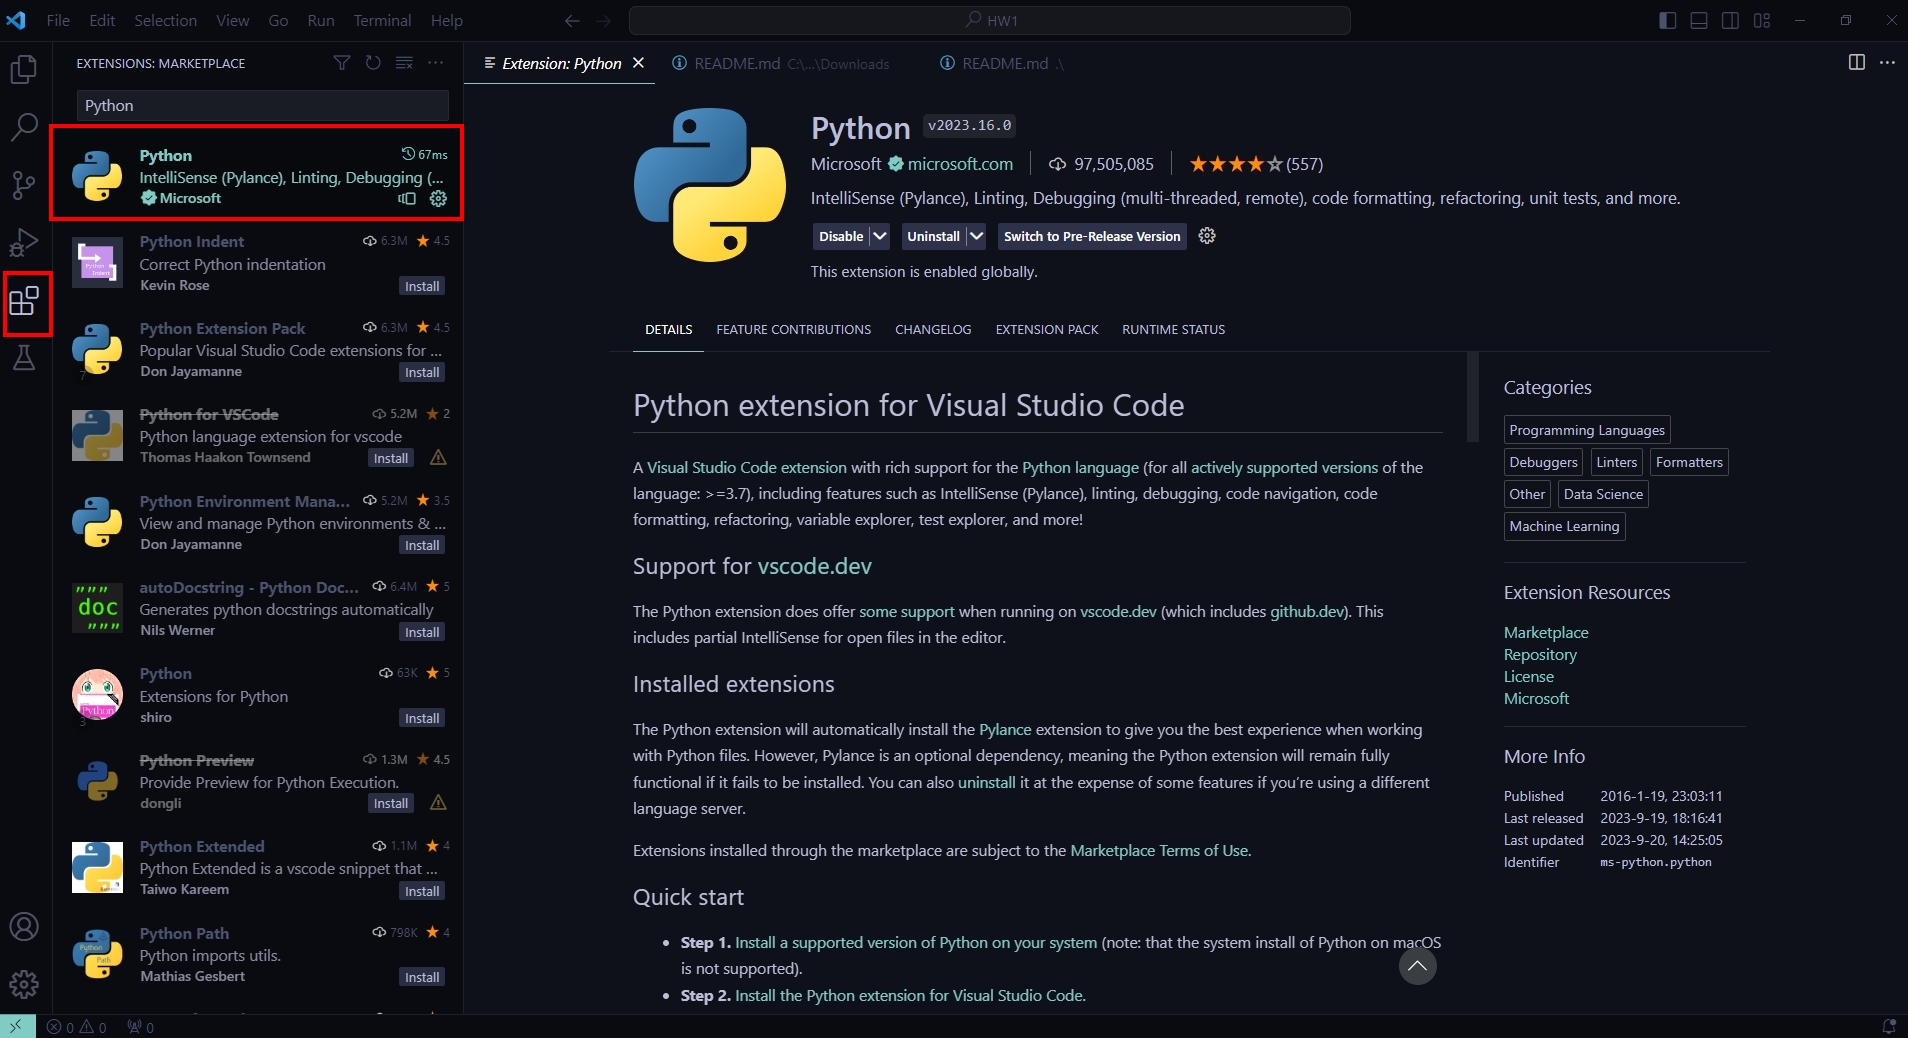 File Edit Selection View Go Run Terminal Help
HW1
EXTENSIONS: MARKETPLACE
Python
Python 67ms
IntelliSense (Pylance), Linting, Debugging (...
Microsoft
Python Indent 6.3M 4.5
Correct Python indentation
Kevin Rose Install
Python Extension Pack 6.3M 4.5
Popular Visual Studio Code extensions for ...
Don Jayamanne Install
7
Python for VSCode 5.2M 2
Python language extension for vscode
Thomas Haakon Townsend Install
Python Environment Mana... 5.2M 3.5
View and manage Python environments & ...
Don Jayamanne Install
"""
doc
"""
autoDocstring - Python Doc... 6.4M 5
Generates python docstrings automatically
Nils Werner Install
Python 63K 5
Extensions for Python
shiro Install
Python
3
Python Preview 1.3M 4.5
Provide Preview for Python Execution.
dongli Install
Python Extended 1.1M 4
Python Extended is a vscode snippet that ...
Taiwo Kareem Install
Python Path 798K 4
Python imports utils.
Mathias Gesbert Install
Extension: Python README.md C:\...\Downloads README.md .\
Python v2023.16.0
Microsoft microsoft.com 97,505,085 (557)
IntelliSense (Pylance), Linting, Debugging (multi-threaded, remote), code formatting, refactoring, unit tests, and more.
Disable Uninstall Switch to Pre-Release Version
This extension is enabled globally.
DETAILS FEATURE CONTRIBUTIONS CHANGELOG EXTENSION PACK RUNTIME STATUS
Python extension for Visual Studio Code
A Visual Studio Code extension with rich support for the Python language (for all actively supported versions of the
language: >=3.7), including features such as IntelliSense (Pylance), linting, debugging, code navigation, code
formatting, refactoring, variable explorer, test explorer, and more!
Support for vscode.dev
The Python extension does offer some support when running on vscode.dev (which includes github.dev). This
includes partial IntelliSense for open files in the editor.
Installed extensions
The Python extension will automatically install the Pylance extension to give you the best experience when working
with Python files. However, Pylance is an optional dependency, meaning the Python extension will remain fully
functional if it fails to be installed. You can also uninstall it at the expense of some features if you’re using a different
language server.
Extensions installed through the marketplace are subject to the Marketplace Terms of Use.
Quick start
• Step 1. Install a supported version of Python on your system (note: that the system install of Python on macOS
is not supported).
• Step 2. Install the Python extension for Visual Studio Code.
Categories
Programming Languages
Debuggers Linters Formatters
Other Data Science
Machine Learning
Extension Resources
Marketplace
Repository
License
Microsoft
More Info
Published 2016-1-19, 23:03:11
Last released 2023-9-19, 18:16:41
Last updated 2023-9-20, 14:25:05
Identifier ms-python.python
0 0 0